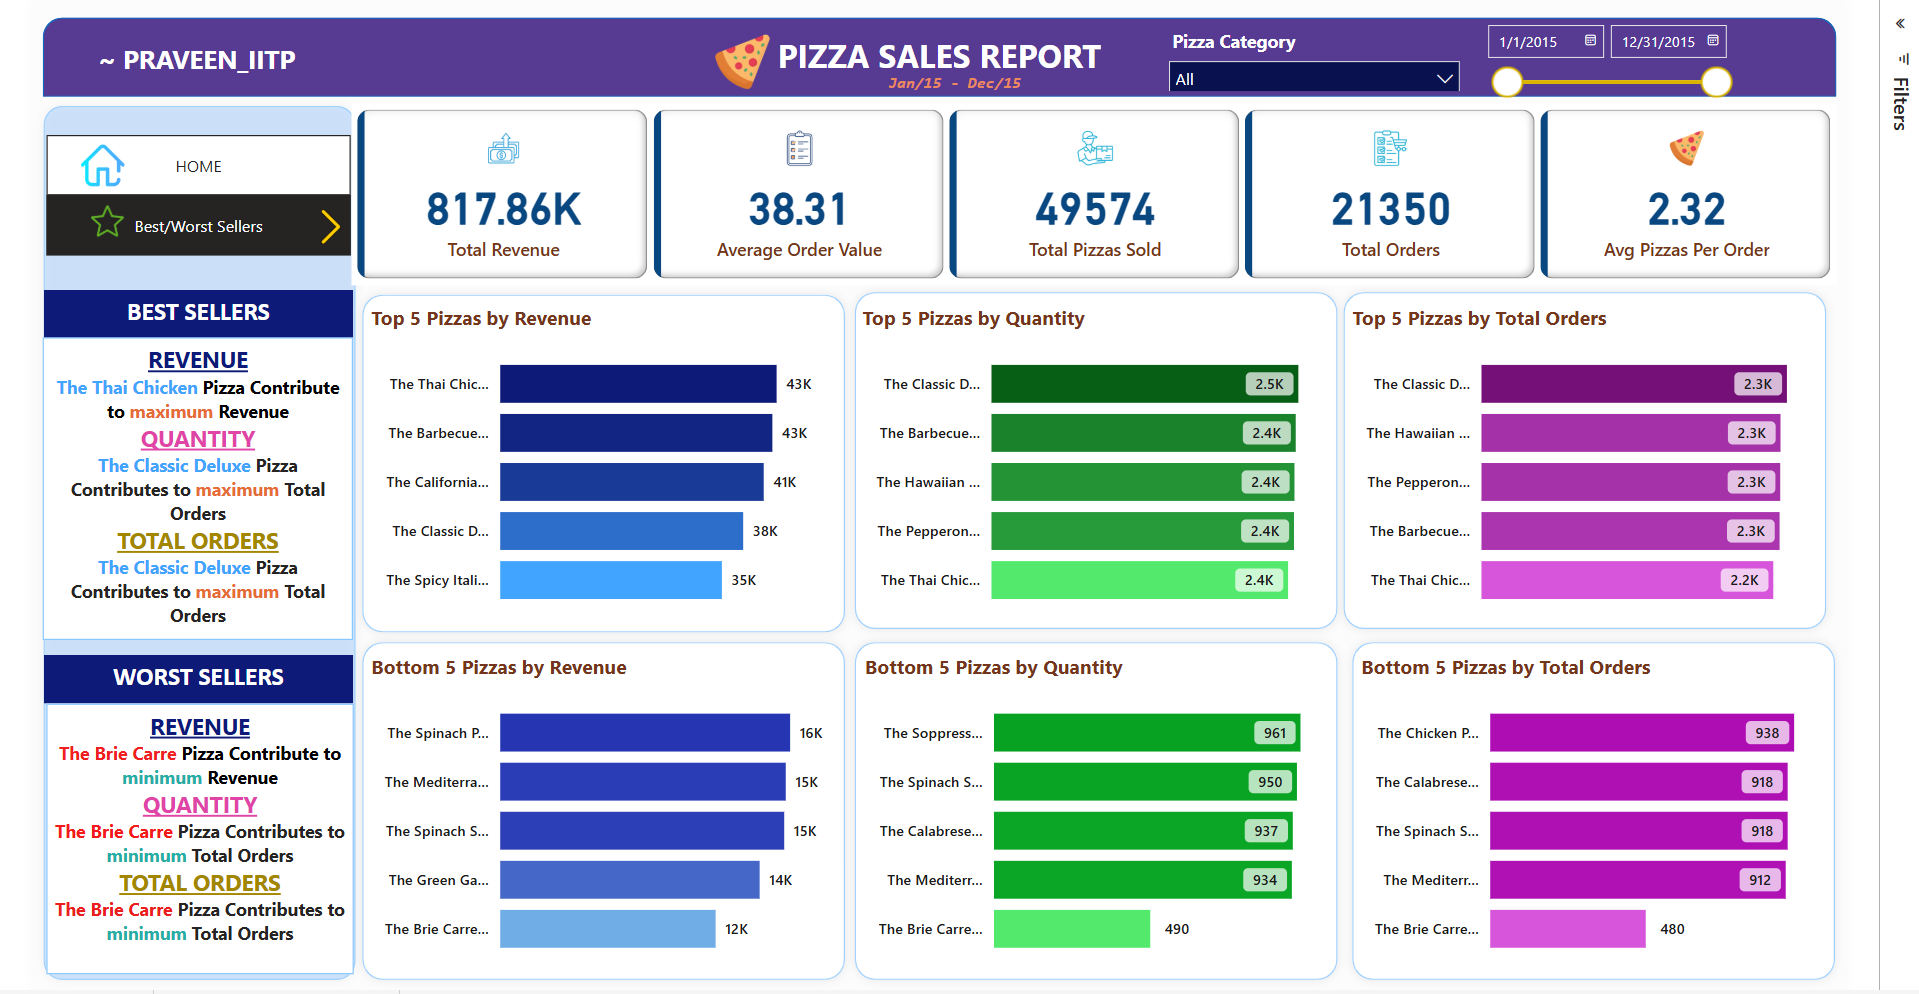 ~ PRAVEEN_IITP
PIZZA SALES REPORT
Jan/15 - Dec/15
Pizza Category
All
1/1/2015
12/31/2015
Filters
HOME
Best/Worst Sellers
817.86K
Total Revenue
38.31
Average Order Value
49574
Total Pizzas Sold
21350
Total Orders
2.32
Avg Pizzas Per Order
BEST SELLERS
REVENUE
The Thai Chicken Pizza Contribute
to maximum Revenue
QUANTITY
The Classic Deluxe Pizza
Contributes to maximum Total
Orders
TOTAL ORDERS
The Classic Deluxe Pizza
Contributes to maximum Total
Orders
WORST SELLERS
REVENUE
The Brie Carre Pizza Contribute to
minimum Revenue
QUANTITY
The Brie Carre Pizza Contributes to
minimum Total Orders
TOTAL ORDERS
The Brie Carre Pizza Contributes to
minimum Total Orders
Top 5 Pizzas by Revenue
The Thai Chic... 43K
The Barbecue... 43K
The California... 41K
The Classic D... 38K
The Spicy Itali... 35K
Top 5 Pizzas by Quantity
The Classic D... 2.5K
The Barbecue... 2.4K
The Hawaiian ... 2.4K
The Pepperon... 2.4K
The Thai Chic... 2.4K
Top 5 Pizzas by Total Orders
The Classic D... 2.3K
The Hawaiian ... 2.3K
The Pepperon... 2.3K
The Barbecue... 2.3K
The Thai Chic... 2.2K
Bottom 5 Pizzas by Revenue
The Spinach P... 16K
The Mediterra... 15K
The Spinach S... 15K
The Green Ga... 14K
The Brie Carre... 12K
Bottom 5 Pizzas by Quantity
The Soppress... 961
The Spinach S... 950
The Calabrese... 937
The Mediterr... 934
The Brie Carre... 490
Bottom 5 Pizzas by Total Orders
The Chicken P... 938
The Calabrese... 918
The Spinach S... 918
The Mediterr... 912
The Brie Carre... 480